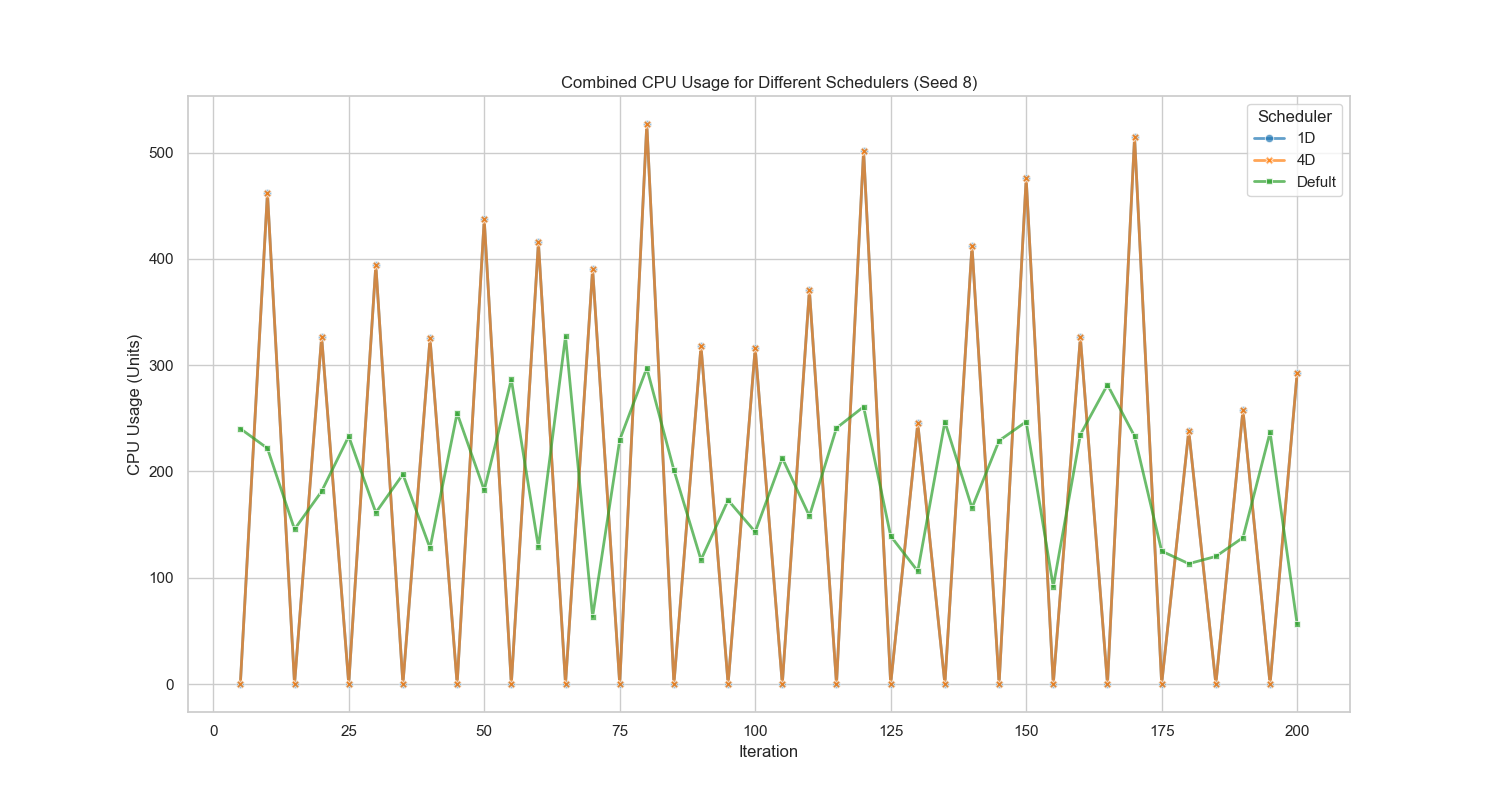 Combined CPU Usage for Different Schedulers (Seed 8)
Scheduler
1D
4D
Defult
CPU Usage (Units)
500
400
300
200
100
0
0 25 50 75 100 125 150 175 200
Iteration